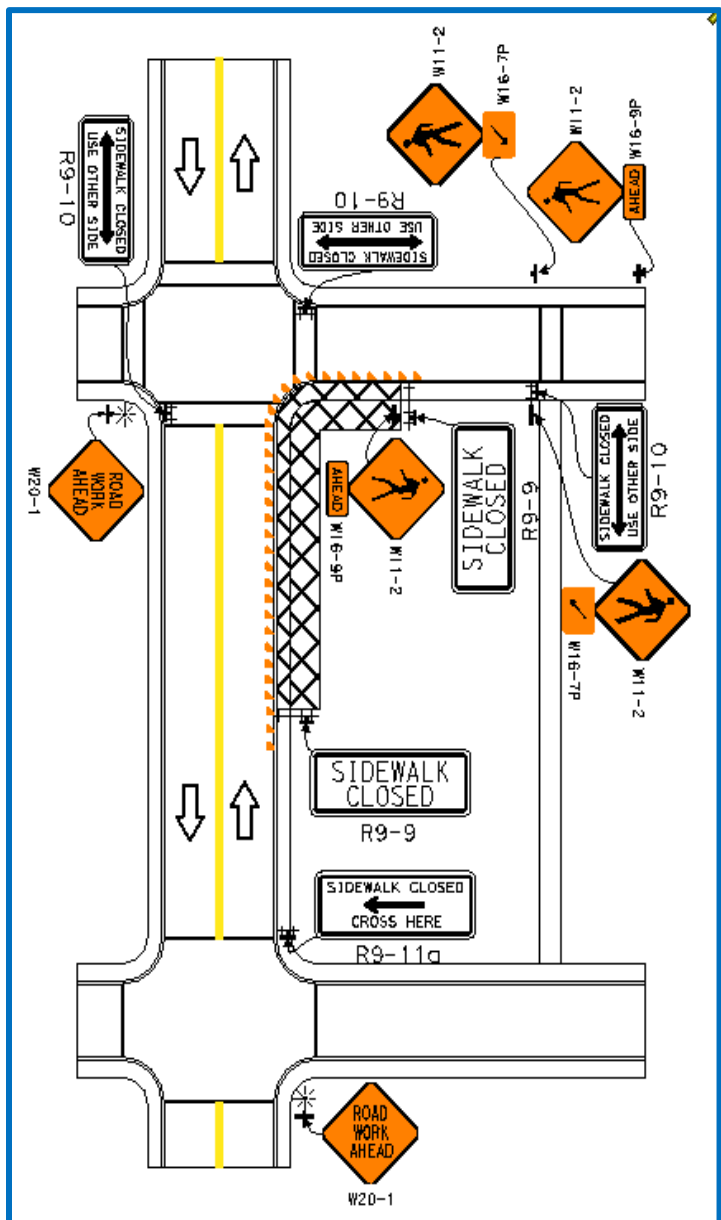 W11-2
W16-7P
W11-2
W16-9P
AHEAD
SIDEWALK CLOSED
USE OTHER SIDE
R9-10
R9-10
SIDEWALK CLOSED
USE OTHER SIDE
ROAD
WORK
AHEAD
W20-1
AHEAD
W16-9P
W11-2
SIDEWALK
CLOSED
R9-9
SIDEWALK CLOSED
USE OTHER SIDE
R9-10
W16-7P
W11-2
SIDEWALK
CLOSED
R9-9
SIDEWALK CLOSED
CROSS HERE
R9-11a
ROAD
WORK
AHEAD
W20-1